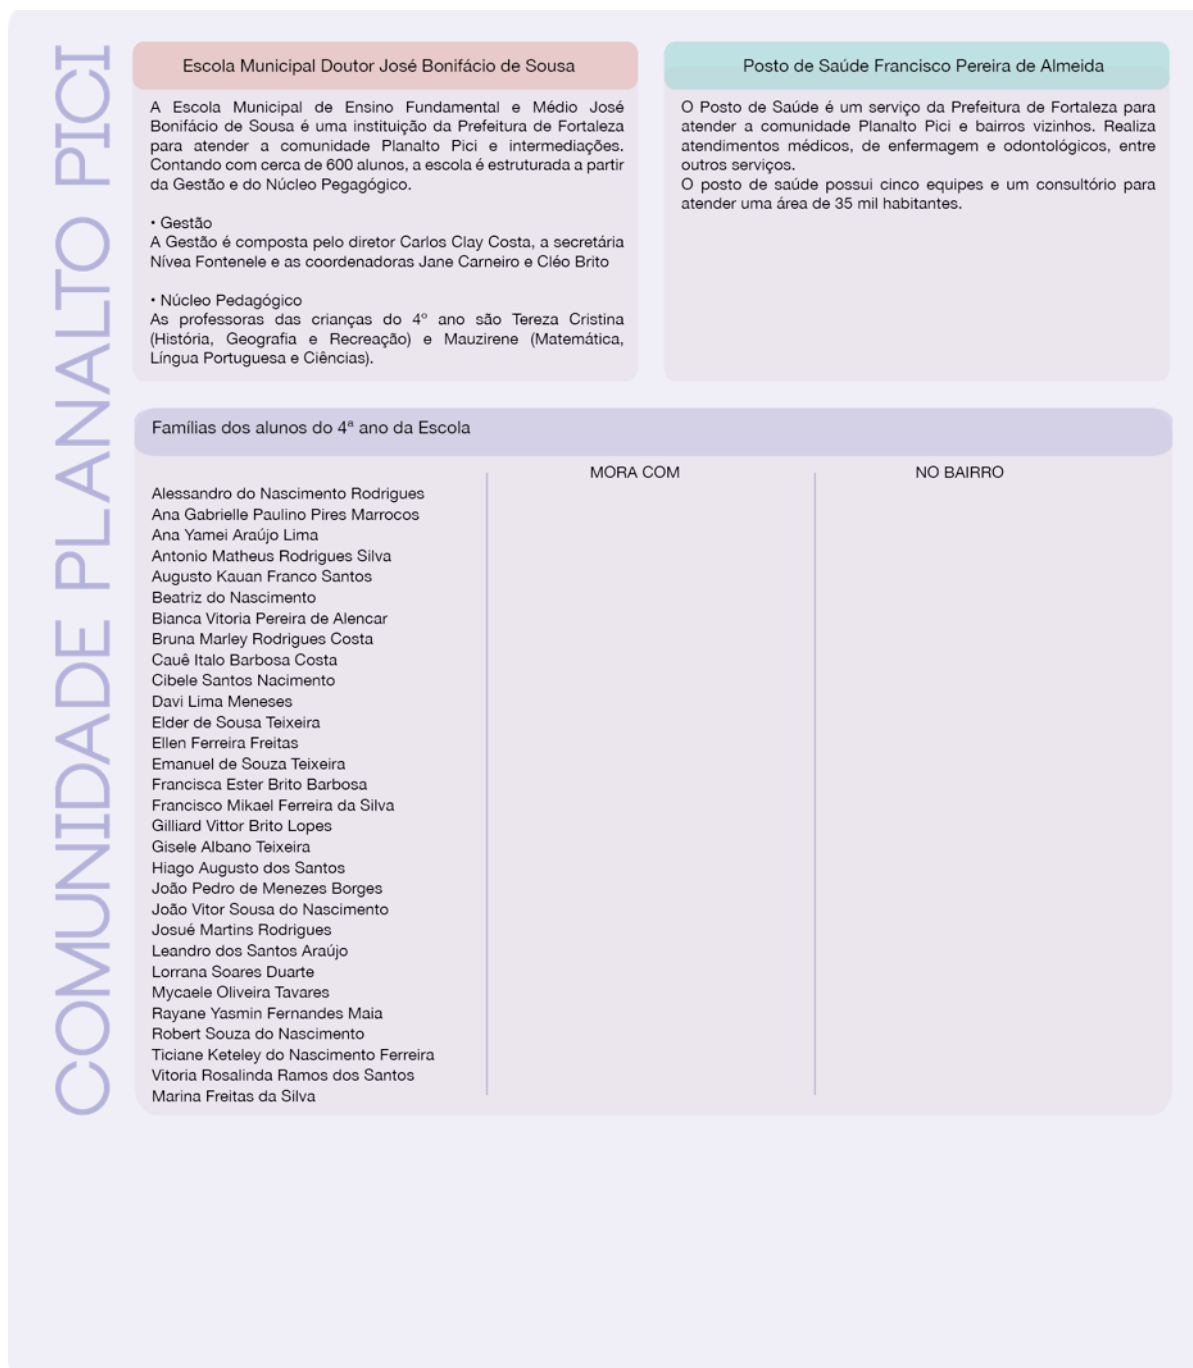 COMUNIDADE PLANALTO PICI
Escola Municipal Doutor José Bonifácio de Sousa
A Escola Municipal de Ensino Fundamental e Médio José
Bonifácio de Sousa é uma instituição da Prefeitura de Fortaleza
para atender a comunidade Planalto Pici e intermediações.
Contando com cerca de 600 alunos, a escola é estruturada a partir
da Gestão e do Núcleo Pegagógico.
• Gestão
A Gestão é composta pelo diretor Carlos Clay Costa, a secretária
Nívea Fontenele e as coordenadoras Jane Carneiro e Cléo Brito
• Núcleo Pedagógico
As professoras das crianças do 4º ano são Tereza Cristina
(História, Geografia e Recreação) e Mauzirene (Matemática,
Língua Portuguesa e Ciências).
Posto de Saúde Francisco Pereira de Almeida
O Posto de Saúde é um serviço da Prefeitura de Fortaleza para
atender a comunidade Planalto Pici e bairros vizinhos. Realiza
atendimentos médicos, de enfermagem e odontológicos, entre
outros serviços.
O posto de saúde possui cinco equipes e um consultório para
atender uma área de 35 mil habitantes.
Famílias dos alunos do 4ª ano da Escola
MORA COM
NO BAIRRO
Alessandro do Nascimento Rodrigues
Ana Gabrielle Paulino Pires Marrocos
Ana Yamei Araújo Lima
Antonio Matheus Rodrigues Silva
Augusto Kauan Franco Santos
Beatriz do Nascimento
Bianca Vitoria Pereira de Alencar
Bruna Marley Rodrigues Costa
Cauê Italo Barbosa Costa
Cibele Santos Nacimento
Davi Lima Meneses
Elder de Sousa Teixeira
Ellen Ferreira Freitas
Emanuel de Souza Teixeira
Francisca Ester Brito Barbosa
Francisco Mikael Ferreira da Silva
Gilliard Vittor Brito Lopes
Gisele Albano Teixeira
Hiago Augusto dos Santos
João Pedro de Menezes Borges
João Vitor Sousa do Nascimento
Josué Martins Rodrigues
Leandro dos Santos Araújo
Lorrana Soares Duarte
Mycaele Oliveira Tavares
Rayane Yasmin Fernandes Maia
Robert Souza do Nascimento
Ticiane Keteley do Nascimento Ferreira
Vitoria Rosalinda Ramos dos Santos
Marina Freitas da Silva